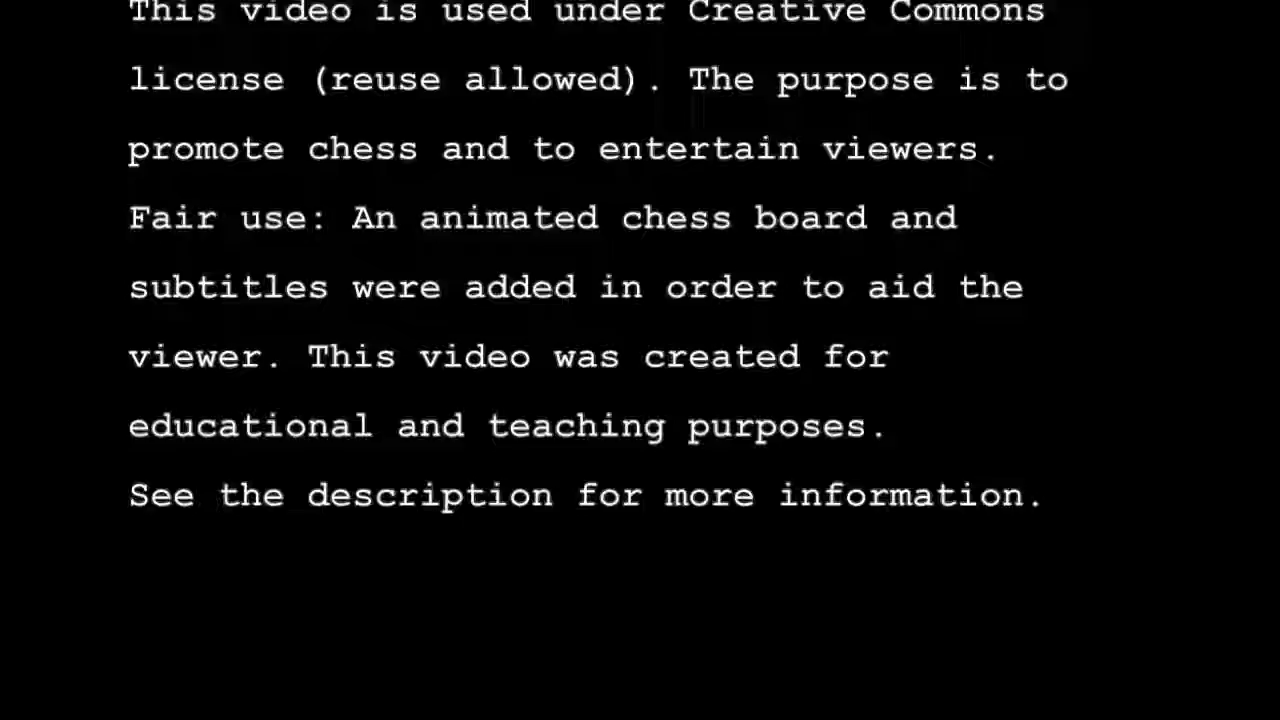 This video is used under Creative Commons
license (reuse allowed). The purpose is to
promote chess and to entertain viewers.
Fair use: An animated chess board and
subtitles were added in order to aid the
viewer. This video was created for
educational and teaching purposes.
See the description for more information.